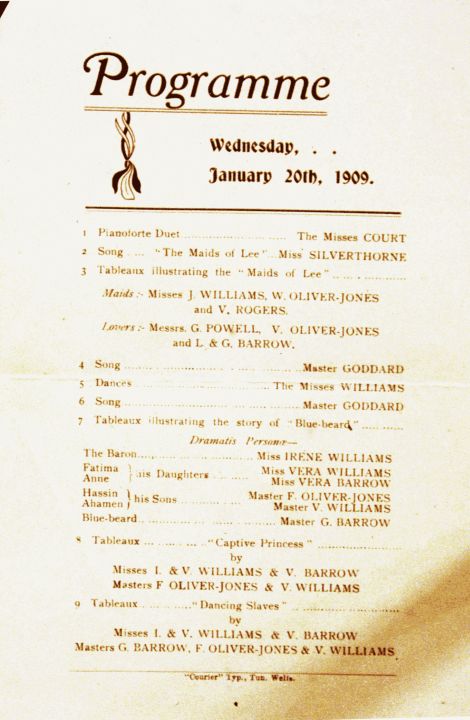 Programme
Wednesday, . .
January 20th, 1909.
1 Pianoforte Duet ........................ The Misses COURT
2 Song .... "The Maids of Lee" ... Miss SILVERTHORNE
3 Tableaux illustrating the "Maids of Lee" ................
Maids :- Misses J. WILLIAMS, W. OLIVER-JONES
and V. ROGERS.
Lovers :- Messrs. G. POWELL, V. OLIVER-JONES
and L. & G. BARROW.
4 Song ........................................ Master GODDARD
5 Dances ................................ The Misses WILLIAMS
6 Song ........................................ Master GODDARD
7 Tableaux illustrating the story of "Blue-beard" ...........
Dramatis Personæ—
The Baron........................ Miss IRENE WILLIAMS
Fatima } his Daughters ......... Miss VERA WILLIAMS
Anne Miss VERA BARROW
Hassin } his Sons ............... Master F. OLIVER-JONES
Ahamen Master V. WILLIAMS
Blue-beard ........................... Master G. BARROW
8 Tableaux ................ "Captive Princess" ..................
by
Misses I. & V. WILLIAMS & V. BARROW
Masters F OLIVER-JONES & V. WILLIAMS
9 Tableaux ............ "Dancing Slaves" ......................
by
Misses I. & V. WILLIAMS & V. BARROW
Masters G. BARROW, F. OLIVER-JONES & V. WILLIAMS
"Courier" Typ., Tun. Wells.